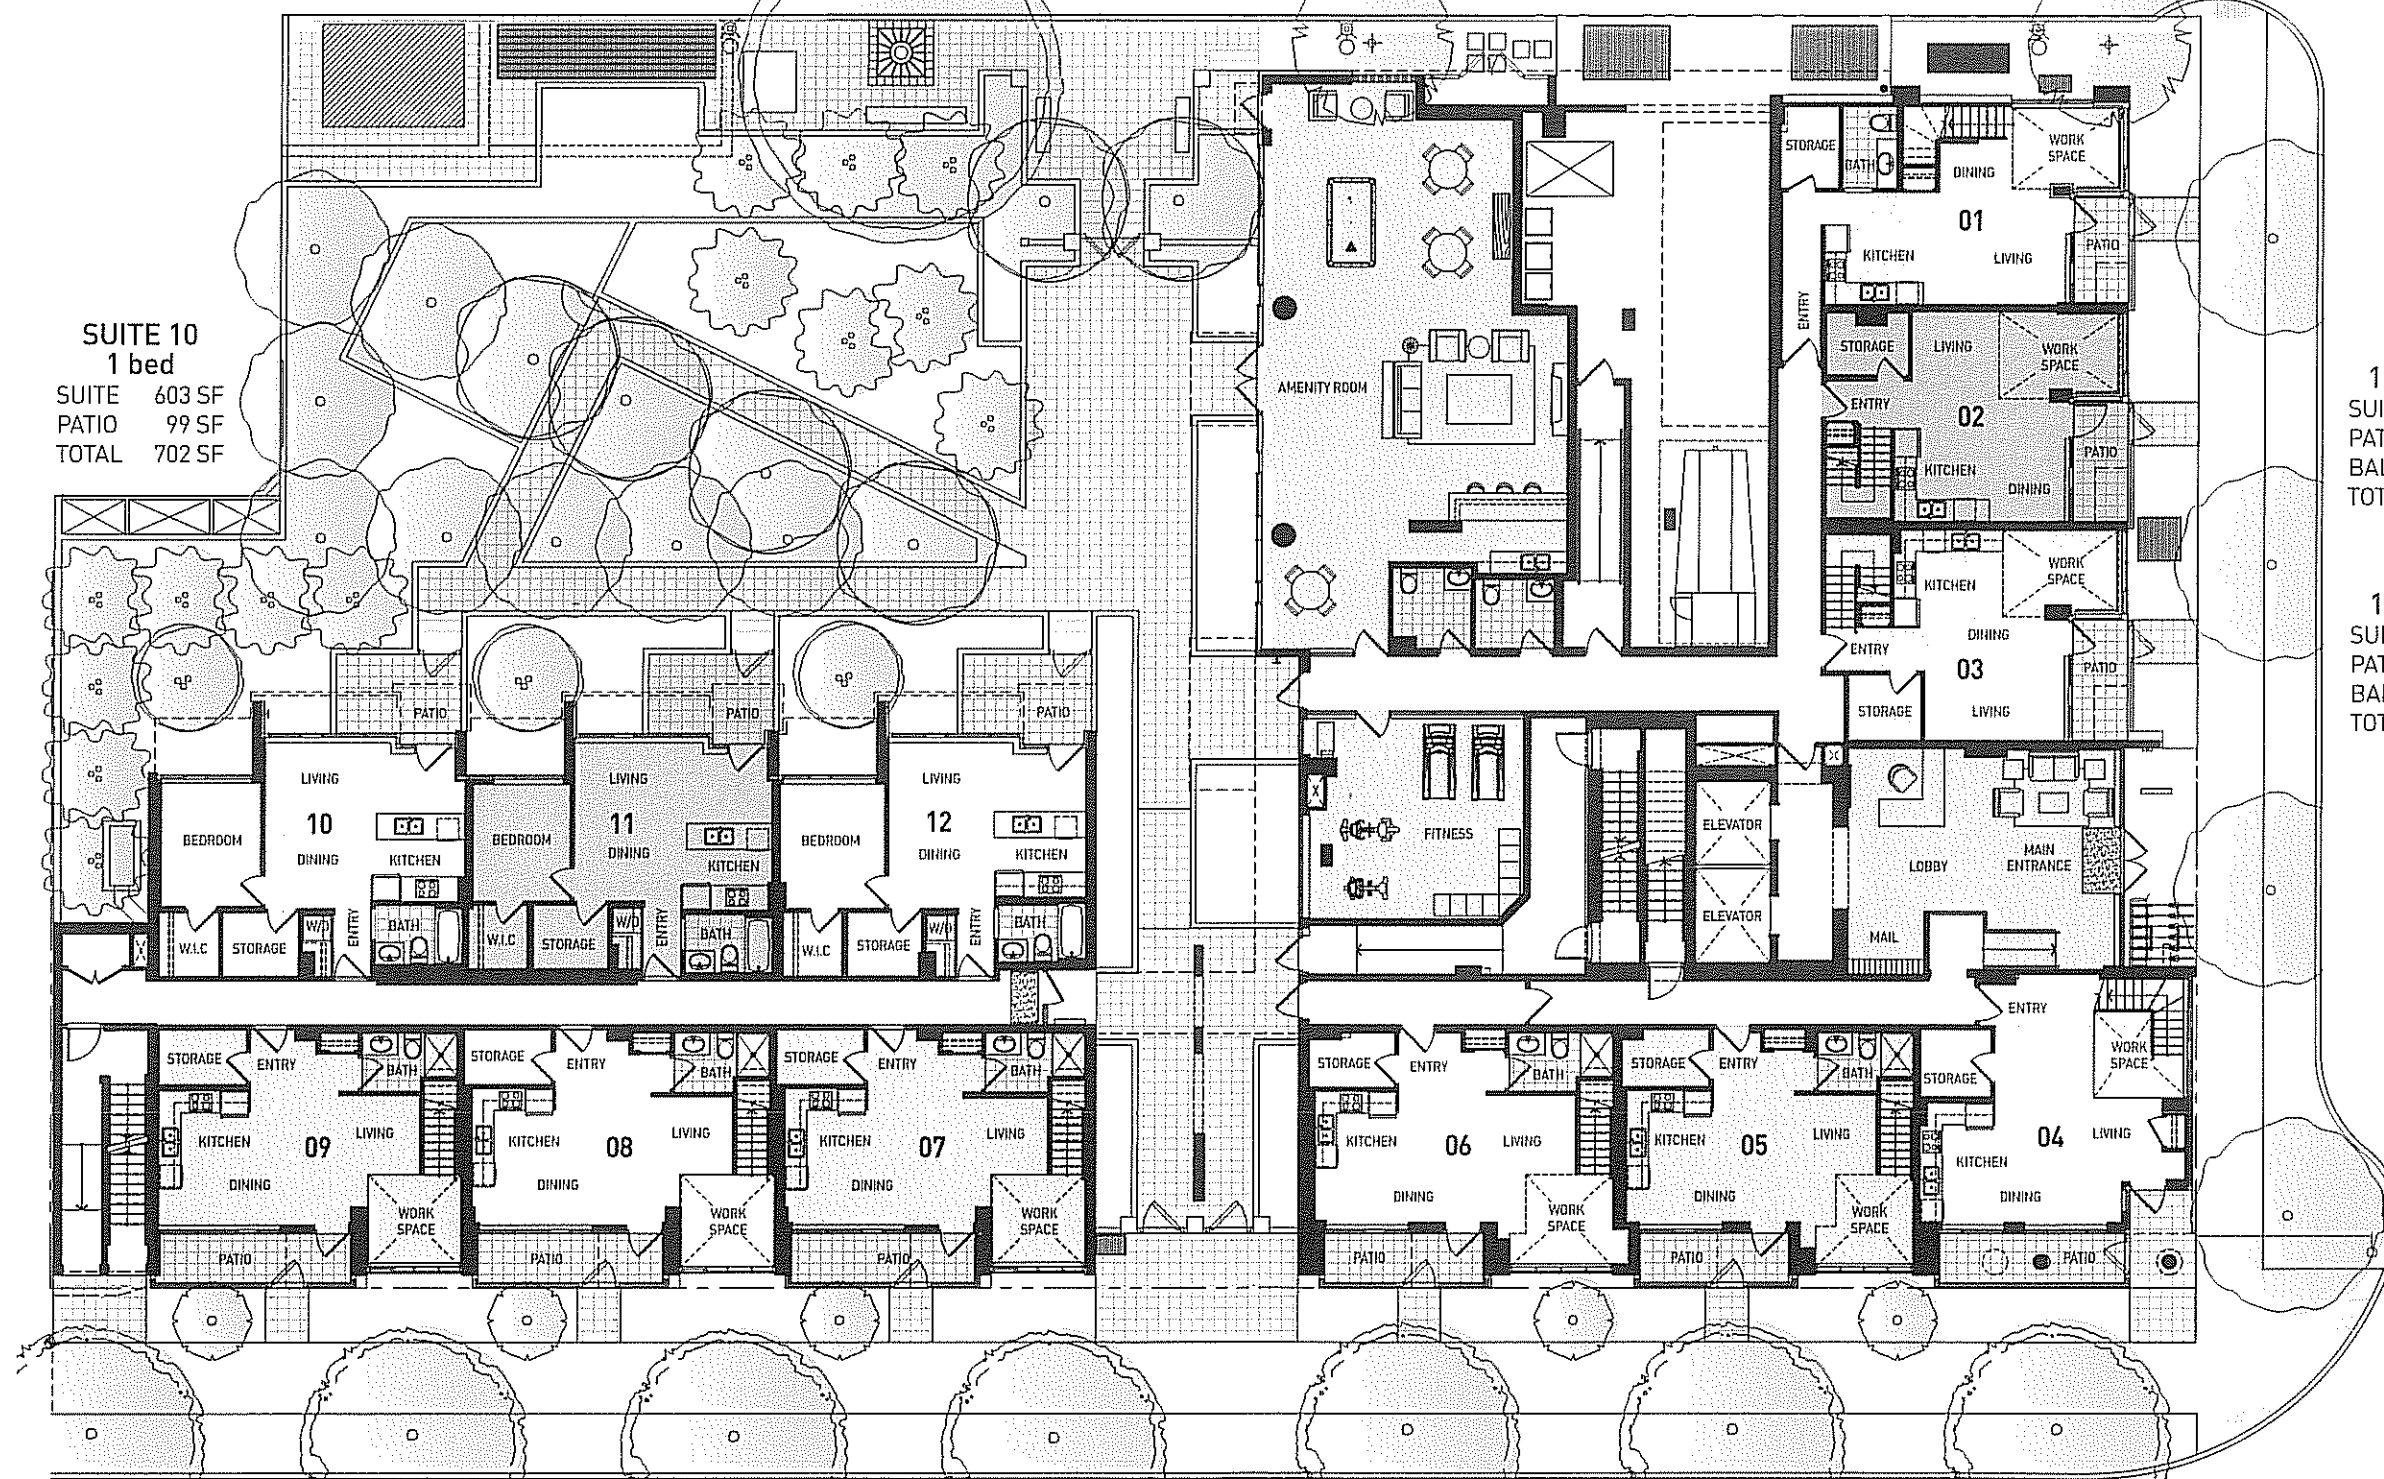 SUITE 10
1 bed
SUITE 603 SF
PATIO 99 SF
TOTAL 702 SF
STORAGE
BATH
WORK
SPACE
DINING
01
KITCHEN
LIVING
PATIO
ENTRY
STORAGE
LIVING
WORK
SPACE
ENTRY
02
KITCHEN
DINING
PATIO
KITCHEN
WORK
SPACE
DINING
ENTRY
03
PATIO
STORAGE
LIVING
AMENITY ROOM
PATIO
PATIO
PATIO
LIVING
10
BEDROOM
DINING
KITCHEN
W.I.C
STORAGE
W/D
ENTRY
BATH
LIVING
11
BEDROOM
DINING
KITCHEN
W.I.C
STORAGE
W/D
ENTRY
BATH
LIVING
12
BEDROOM
DINING
KITCHEN
W.I.C
STORAGE
W/D
ENTRY
BATH
FITNESS
ELEVATOR
ELEVATOR
LOBBY
MAIN
ENTRANCE
MAIL
STORAGE
ENTRY
BATH
KITCHEN
09
LIVING
DINING
WORK
SPACE
PATIO
STORAGE
ENTRY
BATH
KITCHEN
08
LIVING
DINING
WORK
SPACE
PATIO
STORAGE
ENTRY
BATH
KITCHEN
07
LIVING
DINING
WORK
SPACE
PATIO
STORAGE
ENTRY
BATH
KITCHEN
06
LIVING
DINING
WORK
SPACE
PATIO
STORAGE
ENTRY
BATH
KITCHEN
05
LIVING
DINING
WORK
SPACE
PATIO
ENTRY
WORK
SPACE
STORAGE
04
LIVING
KITCHEN
DINING
PATIO
1
1